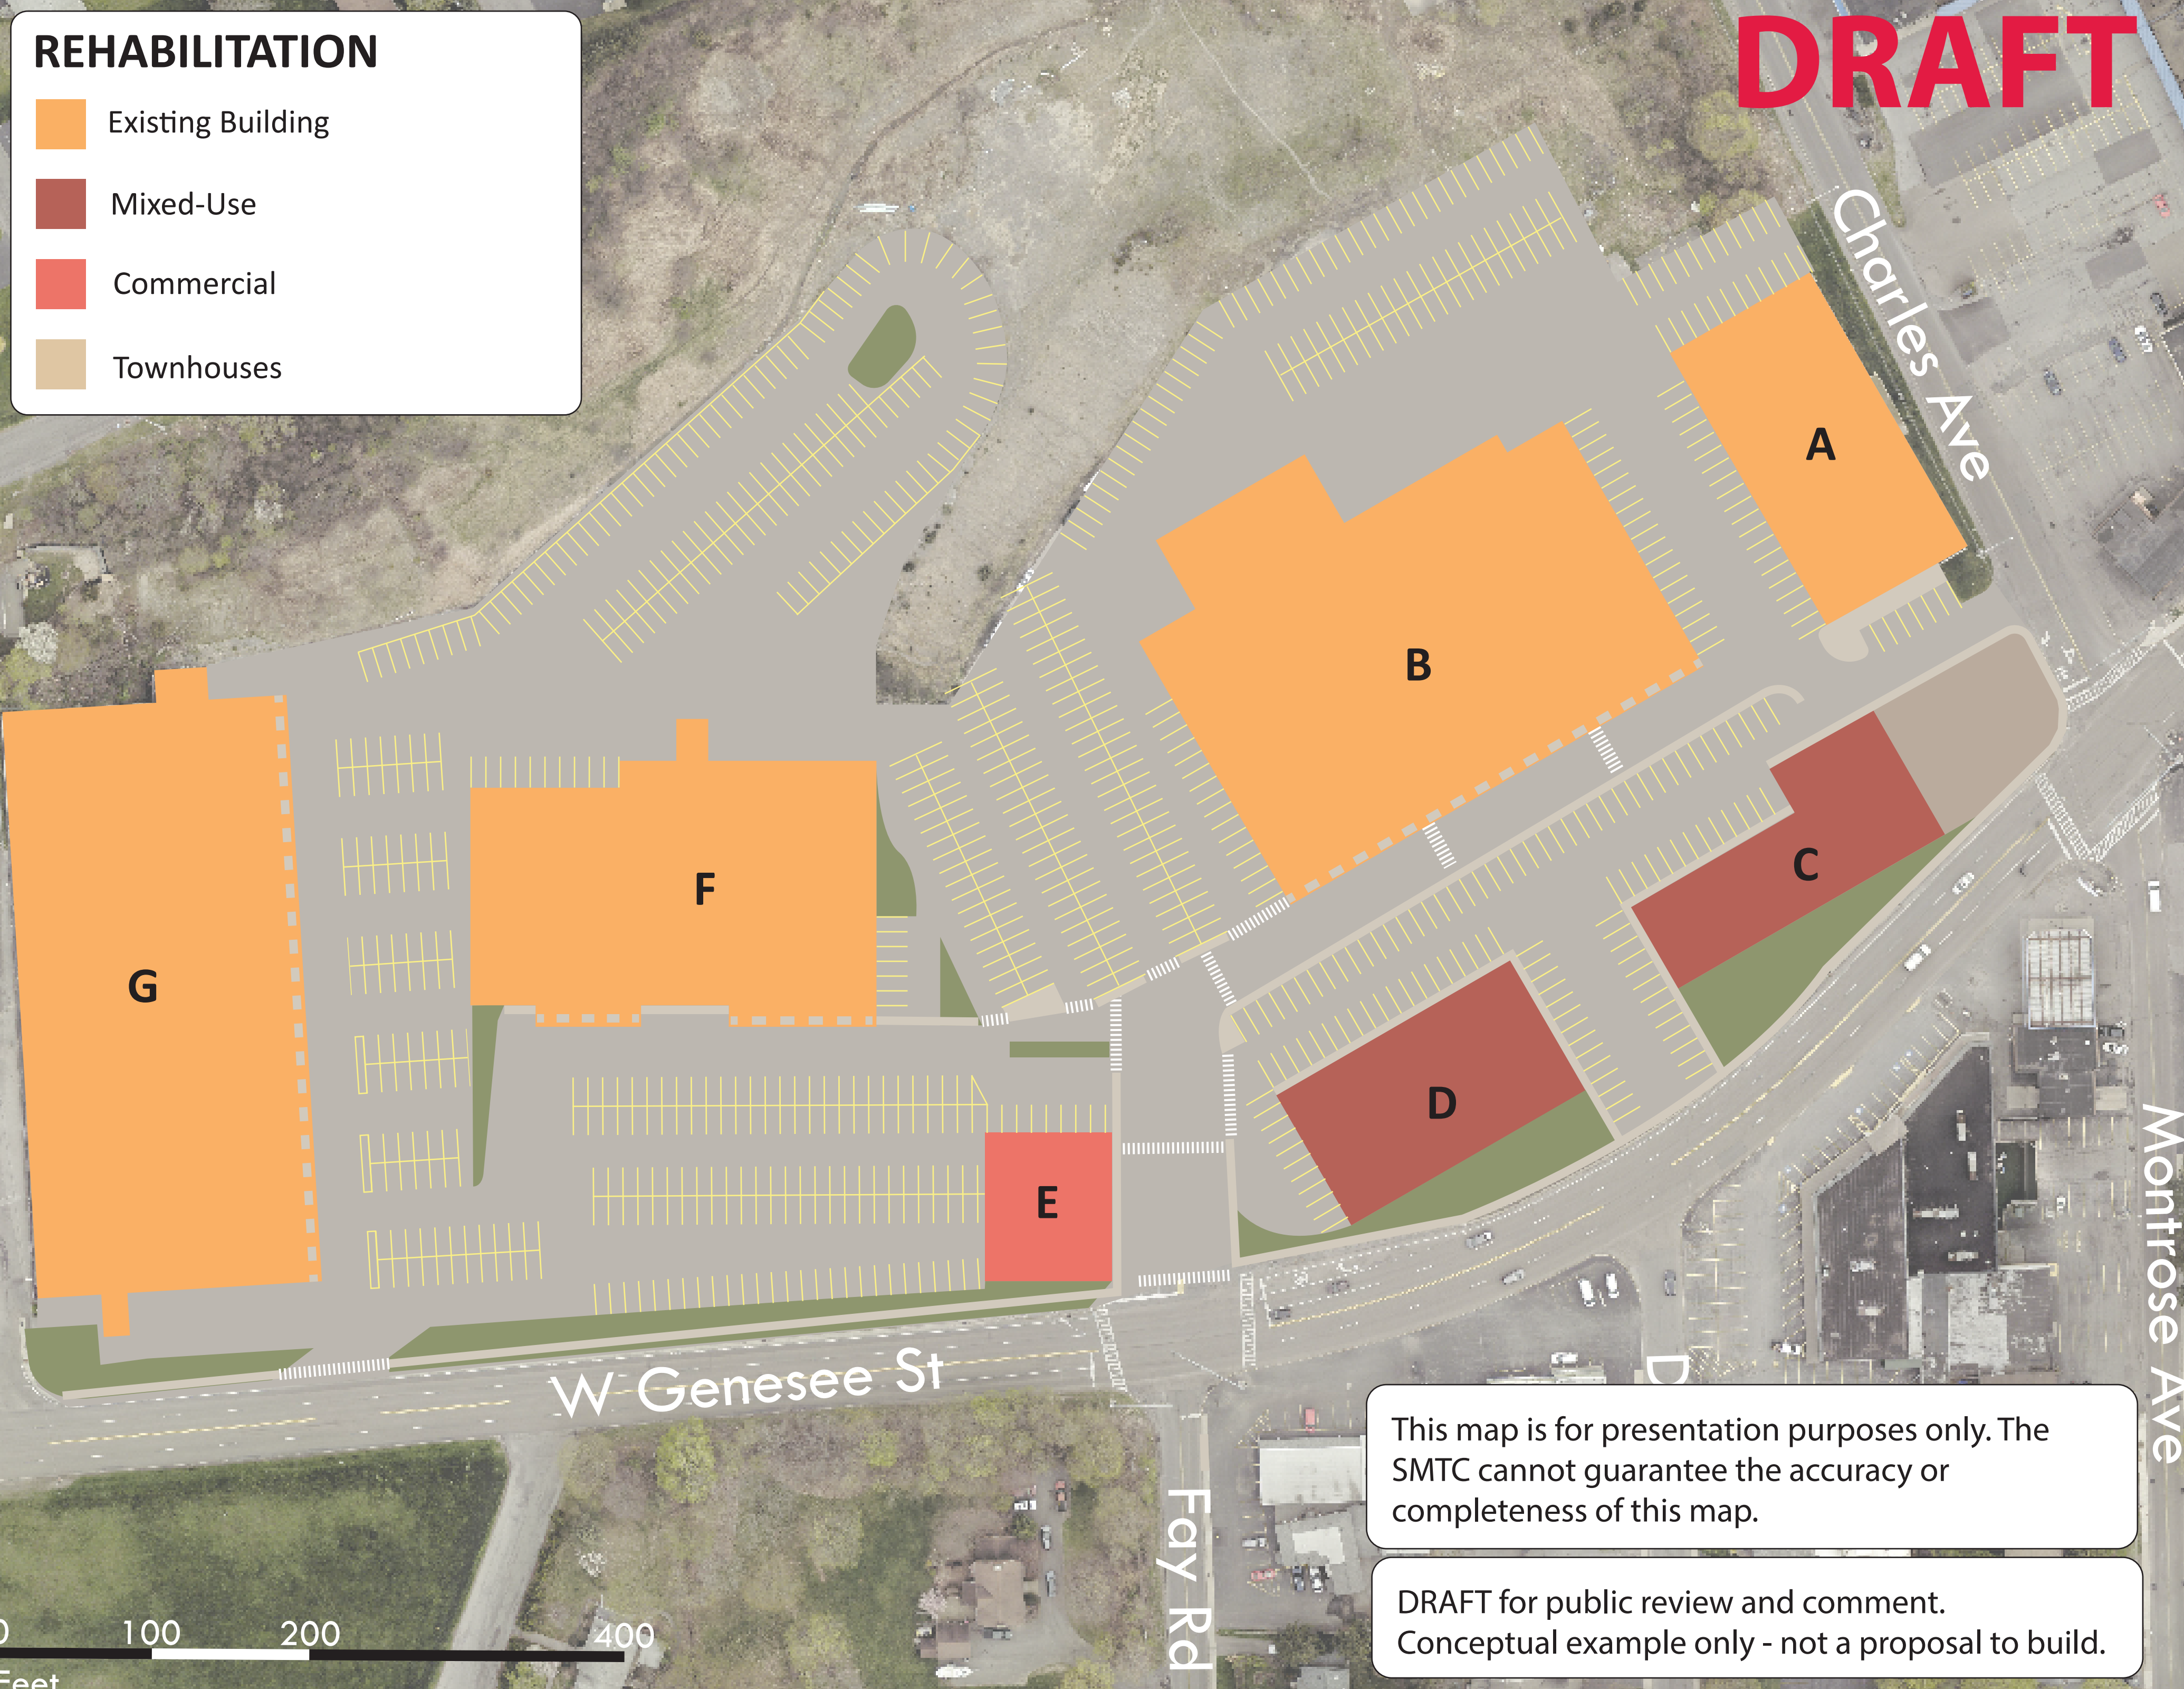 REHABILITATION
Existing Building
Mixed-Use
Commercial
Townhouses
DRAFT
Charles Ave
A
B
C
D
E
F
G
W Genesee St
Fay Rd
D
Montrose Ave
This map is for presentation purposes only. The
SMTC cannot guarantee the accuracy or
completeness of this map.
DRAFT for public review and comment.
Conceptual example only - not a proposal to build.
0 100 200 400
Feet